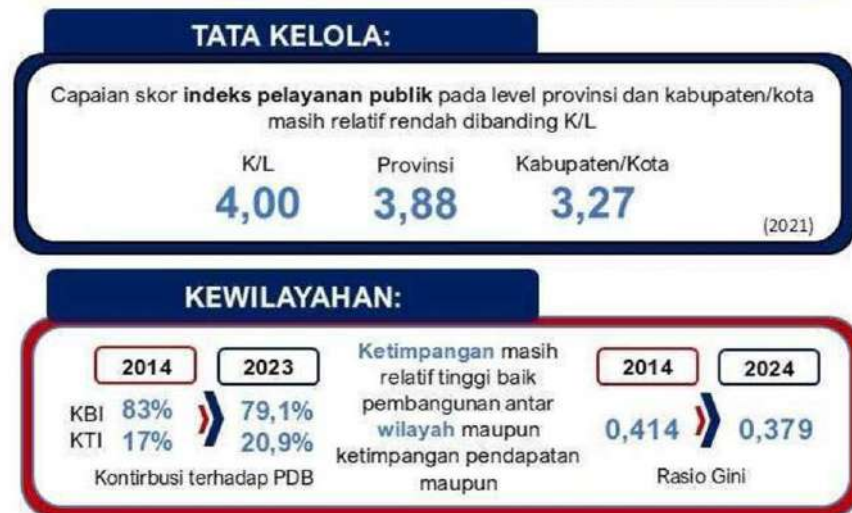 TATA KELOLA:
Capaian skor indeks pelayanan publik pada level provinsi dan kabupaten/kota
masih relatif rendah dibanding K/L
K/L Provinsi Kabupaten/Kota
4,00 3,88 3,27
(2021)
KEWILAYAHAN:
2014 2023
KBI 83% 79,1%
KTI 17% 20,9%
Kontirbusi terhadap PDB
Ketimpangan masih
relatif tinggi baik
pembangunan antar
wilayah maupun
ketimpangan pendapatan
maupun
2014 2024
0,414 0,379
Rasio Gini